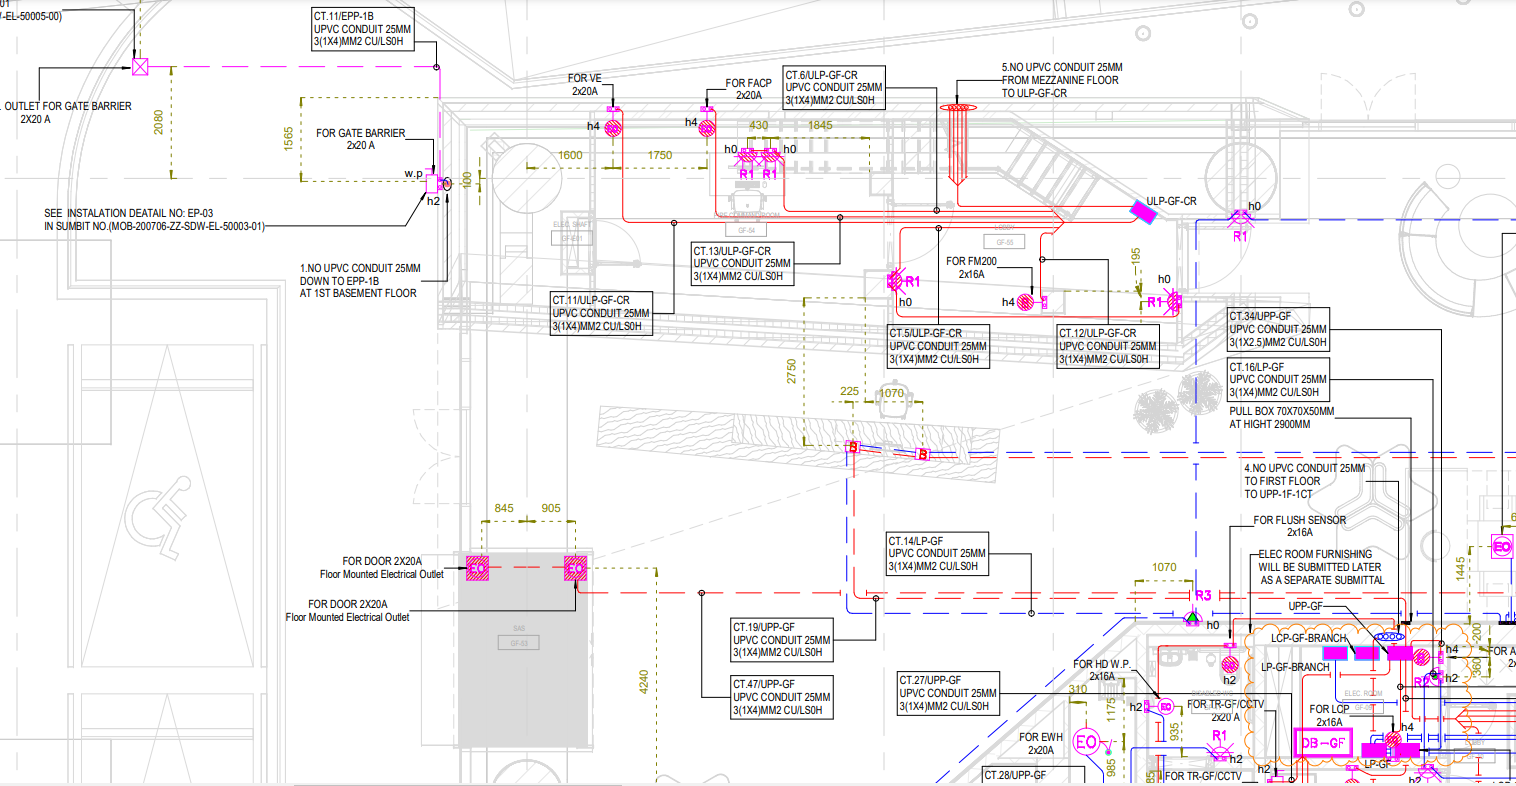 01
/-EL-50005-00)
CT.11/EPP-1B
UPVC CONDUIT 25MM
3(1X4)MM2 CU/LS0H
OUTLET FOR GATE BARRIER
2X20 A
2080
1565
FOR GATE BARRIER
2x20 A
w.p
h2
100
SEE INSTALATION DEATAIL NO: EP-03
IN SUMBIT NO.(MOB-200706-ZZ-SDW-EL-50003-01)
1.NO UPVC CONDUIT 25MM
DOWN TO EPP-1B
AT 1ST BASEMENT FLOOR
FOR VE
2x20A
h4
FOR FACP
2x20A
h4
CT.6/ULP-GF-CR
UPVC CONDUIT 25MM
3(1X4)MM2 CU/LS0H
5.NO UPVC CONDUIT 25MM
FROM MEZZANINE FLOOR
TO ULP-GF-CR
430
1845
1600
1750
h0
h0
R1
R1
ULP-GF-CR
h0
R1
ELEC. SHAFT
GF-54
GF-55
CT.13/ULP-GF-CR
UPVC CONDUIT 25MM
3(1X4)MM2 CU/LS0H
CT.11/ULP-GF-CR
UPVC CONDUIT 25MM
3(1X4)MM2 CU/LS0H
FOR FM200
2x16A
h4
195
h0
R1
R1
h0
CT.5/ULP-GF-CR
UPVC CONDUIT 25MM
3(1X4)MM2 CU/LS0H
CT.12/ULP-GF-CR
UPVC CONDUIT 25MM
3(1X4)MM2 CU/LS0H
CT.34/UPP-GF
UPVC CONDUIT 25MM
3(1X2.5)MM2 CU/LS0H
CT.16/LP-GF
UPVC CONDUIT 25MM
3(1X4)MM2 CU/LS0H
PULL BOX 70X70X50MM
AT HIGHT 2900MM
2750
225
1070
B
B
4.NO UPVC CONDUIT 25MM
TO FIRST FLOOR
TO UPP-1F-1CT
845
905
FOR DOOR 2X20A
Floor Mounted Electrical Outlet
EO
EO
FOR DOOR 2X20A
Floor Mounted Electrical Outlet
SAS
GF-53
CT.14/LP-GF
UPVC CONDUIT 25MM
3(1X4)MM2 CU/LS0H
FOR FLUSH SENSOR
2x16A
ELEC ROOM FURNISHING
WILL BE SUBMITTED LATER
AS A SEPARATE SUBMITTAL
EO
1445
1070
R3
h0
UPP-GF
LCP-GF-BRANCH
LP-GF-BRANCH
CT.19/UPP-GF
UPVC CONDUIT 25MM
3(1X4)MM2 CU/LS0H
CT.47/UPP-GF
UPVC CONDUIT 25MM
3(1X4)MM2 CU/LS0H
4240
CT.27/UPP-GF
UPVC CONDUIT 25MM
3(1X4)MM2 CU/LS0H
FOR HD W.P.
2x16A
h2
h2
EO
310
1175
935
985
FOR TR-GF/CCTV
2x20 A
R1
h2
FOR EWH
2x20A
EO
CT.28/UPP-GF
FOR TR-GF/CCTV
h2
ELEC. ROOM
FOR LCP
2x16A
h4
DB-GF
LP-GF
h2
h4
h2
200
360
FOR A